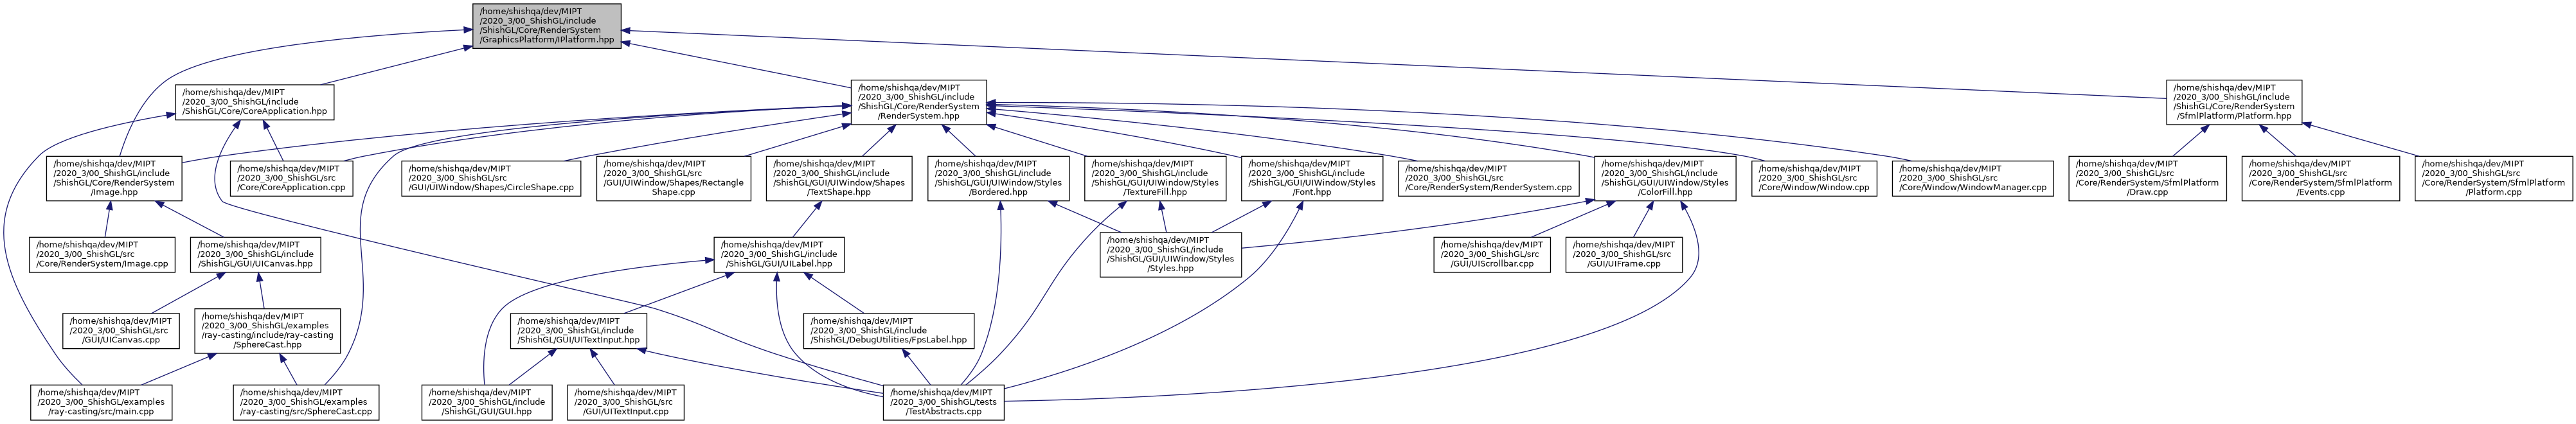 /home/shishqa/dev/MIPT
/2020_3/00_ShishGL/include
/ShishGL/Core/RenderSystem
/GraphicsPlatform/IPlatform.hpp
/home/shishqa/dev/MIPT
/2020_3/00_ShishGL/include
/ShishGL/Core/CoreApplication.hpp
/home/shishqa/dev/MIPT
/2020_3/00_ShishGL/include
/ShishGL/Core/RenderSystem
/RenderSystem.hpp
/home/shishqa/dev/MIPT
/2020_3/00_ShishGL/include
/ShishGL/Core/RenderSystem
/SfmlPlatform/Platform.hpp
/home/shishqa/dev/MIPT
/2020_3/00_ShishGL/include
/ShishGL/Core/RenderSystem
/Image.hpp
/home/shishqa/dev/MIPT
/2020_3/00_ShishGL/src
/Core/CoreApplication.cpp
/home/shishqa/dev/MIPT
/2020_3/00_ShishGL/src
/GUI/UIWindow/Shapes/CircleShape.cpp
/home/shishqa/dev/MIPT
/2020_3/00_ShishGL/src
/GUI/UIWindow/Shapes/Rectangle
Shape.cpp
/home/shishqa/dev/MIPT
/2020_3/00_ShishGL/include
/ShishGL/GUI/UIWindow/Shapes
/TextShape.hpp
/home/shishqa/dev/MIPT
/2020_3/00_ShishGL/include
/ShishGL/GUI/UIWindow/Styles
/Bordered.hpp
/home/shishqa/dev/MIPT
/2020_3/00_ShishGL/include
/ShishGL/GUI/UIWindow/Styles
/TextureFill.hpp
/home/shishqa/dev/MIPT
/2020_3/00_ShishGL/include
/ShishGL/GUI/UIWindow/Styles
/Font.hpp
/home/shishqa/dev/MIPT
/2020_3/00_ShishGL/src
/Core/RenderSystem/RenderSystem.cpp
/home/shishqa/dev/MIPT
/2020_3/00_ShishGL/include
/ShishGL/GUI/UIWindow/Styles
/ColorFill.hpp
/home/shishqa/dev/MIPT
/2020_3/00_ShishGL/src
/Core/Window/Window.cpp
/home/shishqa/dev/MIPT
/2020_3/00_ShishGL/src
/Core/Window/WindowManager.cpp
/home/shishqa/dev/MIPT
/2020_3/00_ShishGL/src
/Core/RenderSystem/SfmlPlatform
/Draw.cpp
/home/shishqa/dev/MIPT
/2020_3/00_ShishGL/src
/Core/RenderSystem/SfmlPlatform
/Events.cpp
/home/shishqa/dev/MIPT
/2020_3/00_ShishGL/src
/Core/RenderSystem/SfmlPlatform
/Platform.cpp
/home/shishqa/dev/MIPT
/2020_3/00_ShishGL/src
/Core/RenderSystem/Image.cpp
/home/shishqa/dev/MIPT
/2020_3/00_ShishGL/include
/ShishGL/GUI/UICanvas.hpp
/home/shishqa/dev/MIPT
/2020_3/00_ShishGL/include
/ShishGL/GUI/UILabel.hpp
/home/shishqa/dev/MIPT
/2020_3/00_ShishGL/include
/ShishGL/GUI/UIWindow/Styles
/Styles.hpp
/home/shishqa/dev/MIPT
/2020_3/00_ShishGL/src
/GUI/UIScrollbar.cpp
/home/shishqa/dev/MIPT
/2020_3/00_ShishGL/src
/GUI/UIFrame.cpp
/home/shishqa/dev/MIPT
/2020_3/00_ShishGL/src
/GUI/UICanvas.cpp
/home/shishqa/dev/MIPT
/2020_3/00_ShishGL/examples
/ray-casting/include/ray-casting
/SphereCast.hpp
/home/shishqa/dev/MIPT
/2020_3/00_ShishGL/include
/ShishGL/GUI/UITextInput.hpp
/home/shishqa/dev/MIPT
/2020_3/00_ShishGL/include
/ShishGL/DebugUtilities/FpsLabel.hpp
/home/shishqa/dev/MIPT
/2020_3/00_ShishGL/examples
/ray-casting/src/main.cpp
/home/shishqa/dev/MIPT
/2020_3/00_ShishGL/examples
/ray-casting/src/SphereCast.cpp
/home/shishqa/dev/MIPT
/2020_3/00_ShishGL/include
/ShishGL/GUI/GUI.hpp
/home/shishqa/dev/MIPT
/2020_3/00_ShishGL/src
/GUI/UITextInput.cpp
/home/shishqa/dev/MIPT
/2020_3/00_ShishGL/tests
/TestAbstracts.cpp